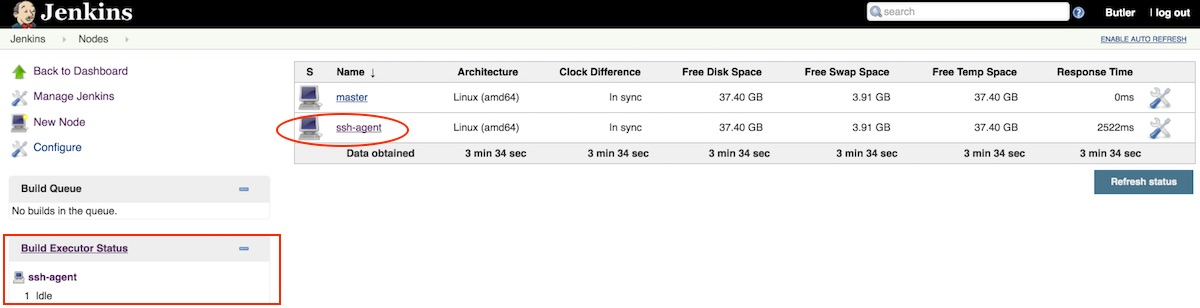 Jenkins
search
Butler
| log out
Jenkins
Nodes
ENABLE AUTO REFRESH
Back to Dashboard
Manage Jenkins
New Node
Configure
Build Queue
No builds in the queue.
Build Executor Status
ssh-agent
1 Idle
S Name ↓ Architecture Clock Difference Free Disk Space Free Swap Space Free Temp Space Response Time
master Linux (amd64) In sync 37.40 GB 3.91 GB 37.40 GB 0ms
ssh-agent Linux (amd64) In sync 37.40 GB 3.91 GB 37.40 GB 2522ms
Data obtained 3 min 34 sec 3 min 34 sec 3 min 34 sec 3 min 34 sec 3 min 34 sec 3 min 34 sec
Refresh status